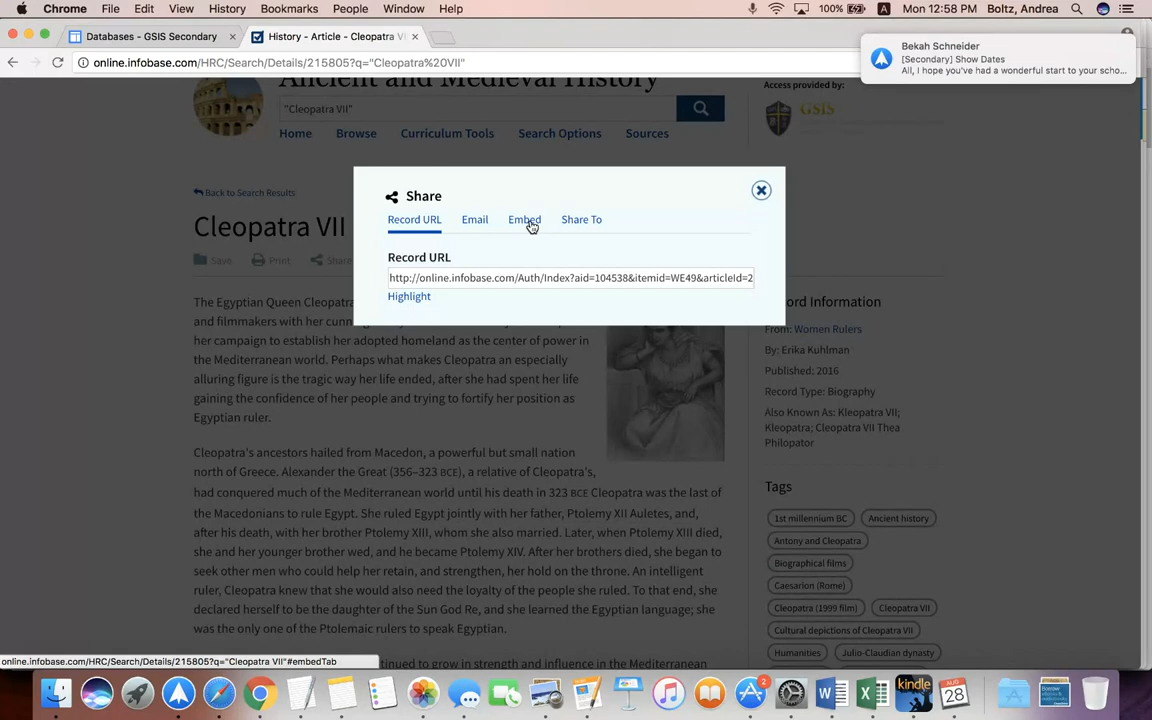 Chrome File Edit View History Bookmarks People Window Help 100% A Mon 12:58 PM Boltz, Andrea
Databases - GSIS Secondary × History - Article - Cleopatra V ×
online.infobase.com/HRC/Search/Details/215805?q="Cleopatra%20VII"
Bekah Schneider
[Secondary] Show Dates
All, I hope you've had a wonderful start to your scho...
Ancient and Medieval History
"Cleopatra VII"
Home Browse Curriculum Tools Search Options Sources
Access provided by:
GSIS
Back to Search Results
Cleopatra VII
Save Print Share
Share
Record URL Email Embed Share To
Record URL
http://online.infobase.com/Auth/Index?aid=104538&itemid=WE49&articleId=2
Highlight
The Egyptian Queen Cleopatra
and filmmakers with her cunn
her campaign to establish her adopted homeland as the center of power in
the Mediterranean world. Perhaps what makes Cleopatra an especially
alluring figure is the tragic way her life ended, after she had spent her life
gaining the confidence of her people and trying to fortify her position as
Egyptian ruler.
Cleopatra's ancestors hailed from Macedon, a powerful but small nation
north of Greece. Alexander the Great (356–323 BCE), a relative of Cleopatra's,
had conquered much of the Mediterranean world until his death in 323 BCE Cleopatra was the last of
the Macedonians to rule Egypt. She ruled Egypt jointly with her father, Ptolemy XII Auletes, and,
after his death, with her brother Ptolemy XIII, whom she also married. Later, when Ptolemy XIII died,
she and her younger brother wed, and he became Ptolemy XIV. After her brothers died, she began to
seek other men who could help her retain, and strengthen, her hold on the throne. An intelligent
ruler, Cleopatra knew that she would also need the loyalty of the people she ruled. To that end, she
declared herself to be the daughter of the Sun God Re, and she learned the Egyptian language; she
was the only one of the Ptolemaic rulers to speak Egyptian.
tinued to grow in strength and influence in the Mediterranean
ord Information
From: Women Rulers
By: Erika Kuhlman
Published: 2016
Record Type: Biography
Also Known As: Kleopatra VII;
Kleopatra; Cleopatra VII Thea
Philopator
Tags
1st millennium BC Ancient history
Antony and Cleopatra
Biographical films
Caesarion (Rome)
Cleopatra (1999 film) Cleopatra VII
Cultural depictions of Cleopatra VII
Humanities Julio-Claudian dynasty
online.infobase.com/HRC/Search/Details/215805?q="Cleopatra VII"#embedTab
2
W
X
kindle
AUG
28